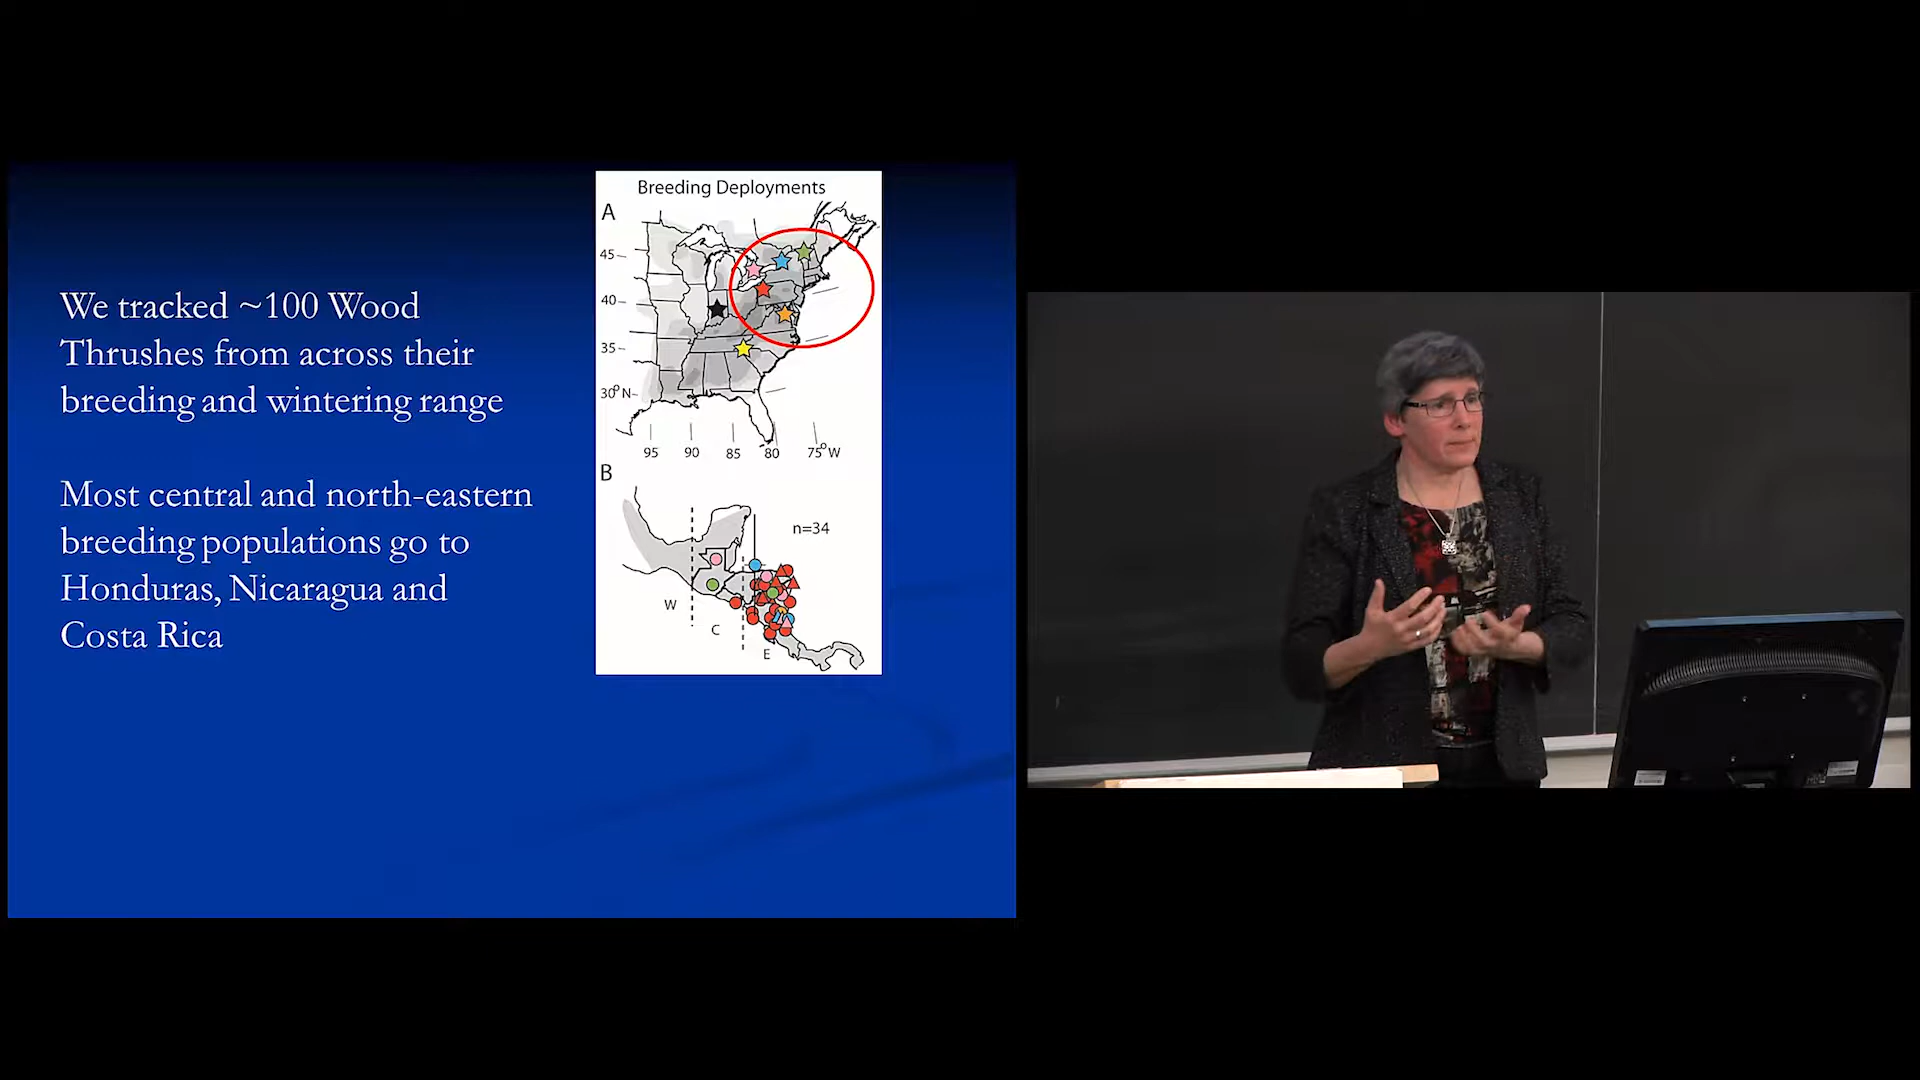 We tracked ~100 Wood
Thrushes from across their
breeding and wintering range
Most central and north-eastern
breeding populations go to
Honduras, Nicaragua and
Costa Rica
Breeding Deployments
A
45
40
35
30°N
95 90 85 80 75°W
B
n=34
W
C
E